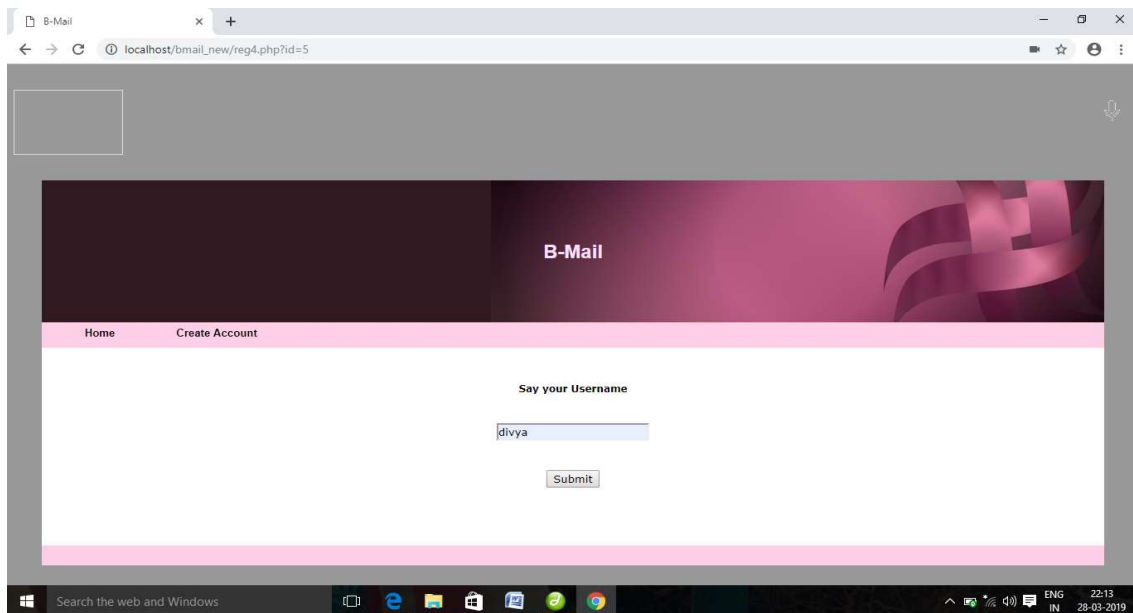 B-Mail
localhost/bmail_new/reg4.php?id=5
B-Mail
Home Create Account
Say your Username
divya
Submit
Search the web and Windows
ENG 22:13
IN 28-03-2019